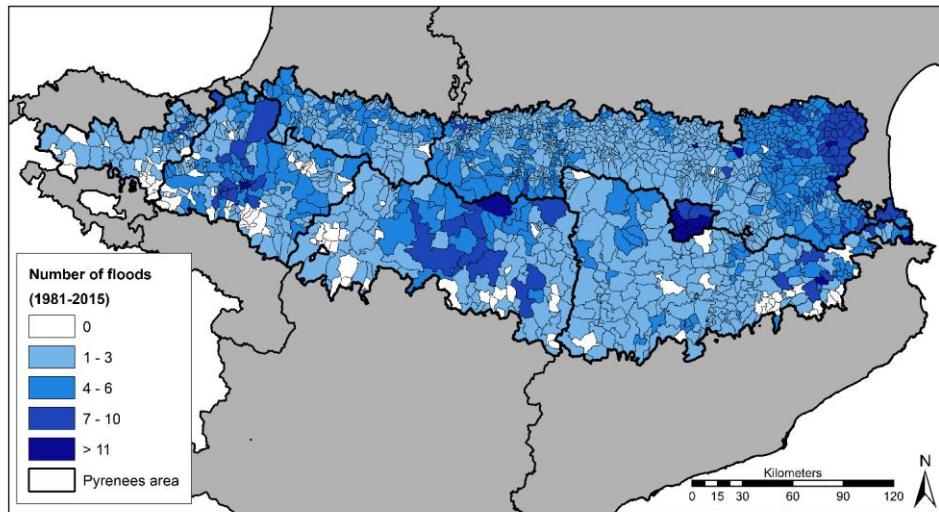 Number of floods
(1981-2015)
0
1 - 3
4 - 6
7 - 10
> 11
Pyrenees area
N
Kilometers
0 15 30 60 90 120